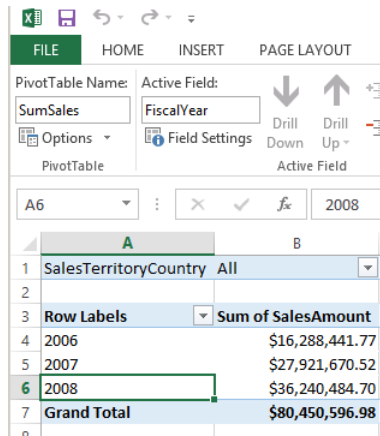 FILE HOME INSERT PAGE LAYOUT
PivotTable Name: Active Field:
SumSales FiscalYear
Options Field Settings Drill Down Drill Up
PivotTable Active Field
A6 fx 2008
A B
1 SalesTerritoryCountry All
2
3 Row Labels Sum of SalesAmount
4 2006 $16,288,441.77
5 2007 $27,921,670.52
6 2008 $36,240,484.70
7 Grand Total $80,450,596.98